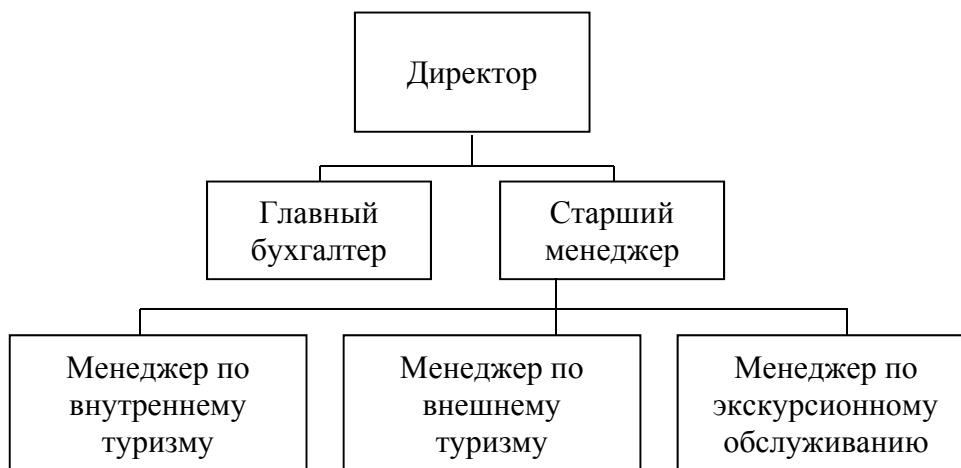 Директор
Главный
бухгалтер
Старший
менеджер
Менеджер по
внутреннему
туризму
Менеджер по
внешнему
туризму
Менеджер по
экскурсионному
обслуживанию